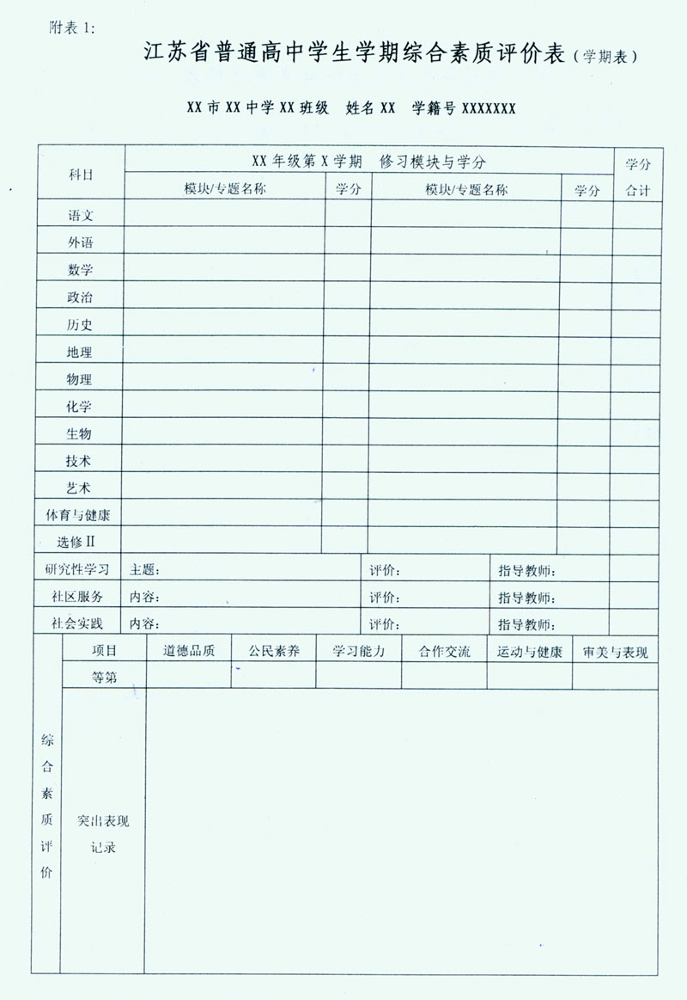 附表 1:
江苏省普通高中学生学期综合素质评价表(学期表)
XX 市 XX 中学 XX 班级 姓名 XX 学籍号 XXXXXXX
科目 XX 年级第 X 学期 修习模块与学分 学分合计
模块/专题名称 学分 模块/专题名称 学分
语文
外语
数学
政治
历史
地理
物理
化学
生物
技术
艺术
体育与健康
选修 II
研究性学习 主题: 评价: 指导教师:
社区服务 内容: 评价: 指导教师:
社会实践 内容: 评价: 指导教师:
综合素质评价
项目 道德品质 公民素养 学习能力 合作交流 运动与健康 审美与表现
等第
突出表现
记录